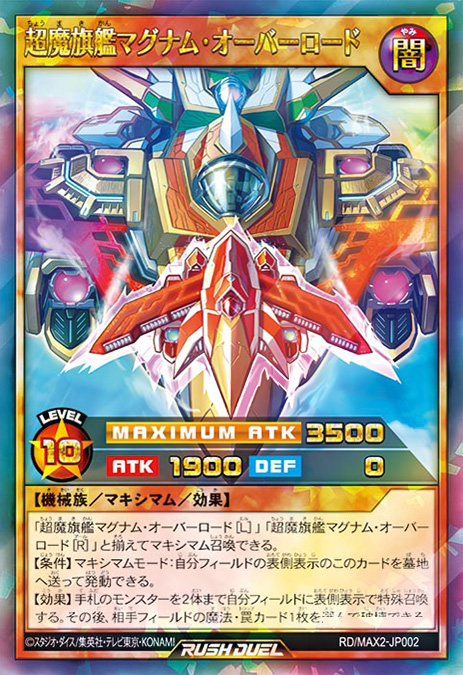 超魔旗艦マグナム・オーバーロード
闇
LEVEL
10
MAXIMUM ATK 3500
ATK 1900 DEF 0
【機械族/マキシマム/効果】
「超魔旗艦マグナム・オーバーロード[L]」「超魔旗艦マグナム・オーバー
ロード[R]」と揃えてマキシマム召喚できる。
【条件】マキシマムモード:自分フィールドの表側表示のこのカードを墓地
へ送って発動できる。
【効果】手札のモンスターを2体まで自分フィールドに表側表示で特殊召喚
する。その後、相手フィールドの魔法・罠カード1枚を選んで破壊できる
©スタジオ・ダイス/集英社・テレビ東京・KONAMI
RUSH DUEL
RD/MAX2-JP002